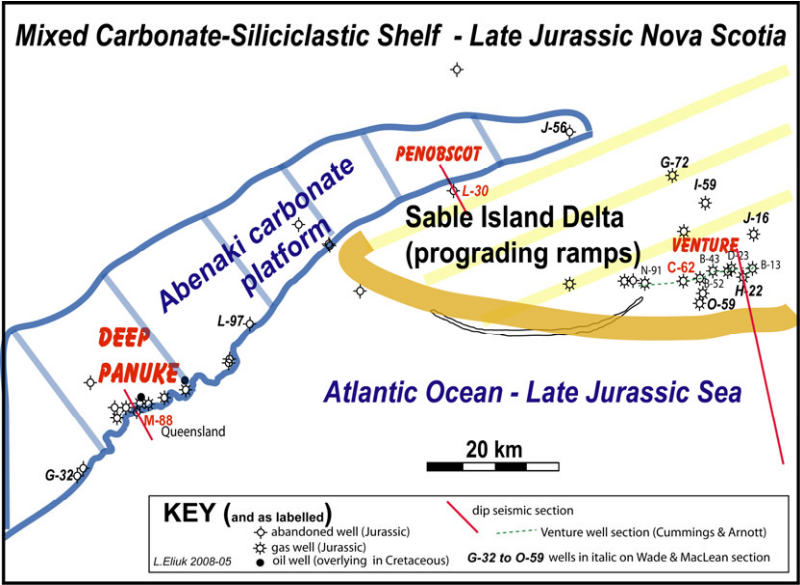 Mixed Carbonate-Siliciclastic Shelf - Late Jurassic Nova Scotia
J-56
PENOBSCOT
L-30
G-72
I-59
J-16
Abenaki carbonate
platform
Sable Island Delta
(prograding ramps)
VENTURE
D-23
B-43
B-13
N-91
C-62
B-52
H-22
O-59
L-97
DEEP
PANUKE
M-88
Queensland
G-32
Atlantic Ocean - Late Jurassic Sea
20 km
KEY (and as labelled)
abandoned well (Jurassic)
gas well (Jurassic)
oil well (overlying in Cretaceous)
L.Eliuk 2008-05
dip seismic section
Venture well section (Cummings & Arnott)
G-32 to O-59 wells in italic on Wade & MacLean section